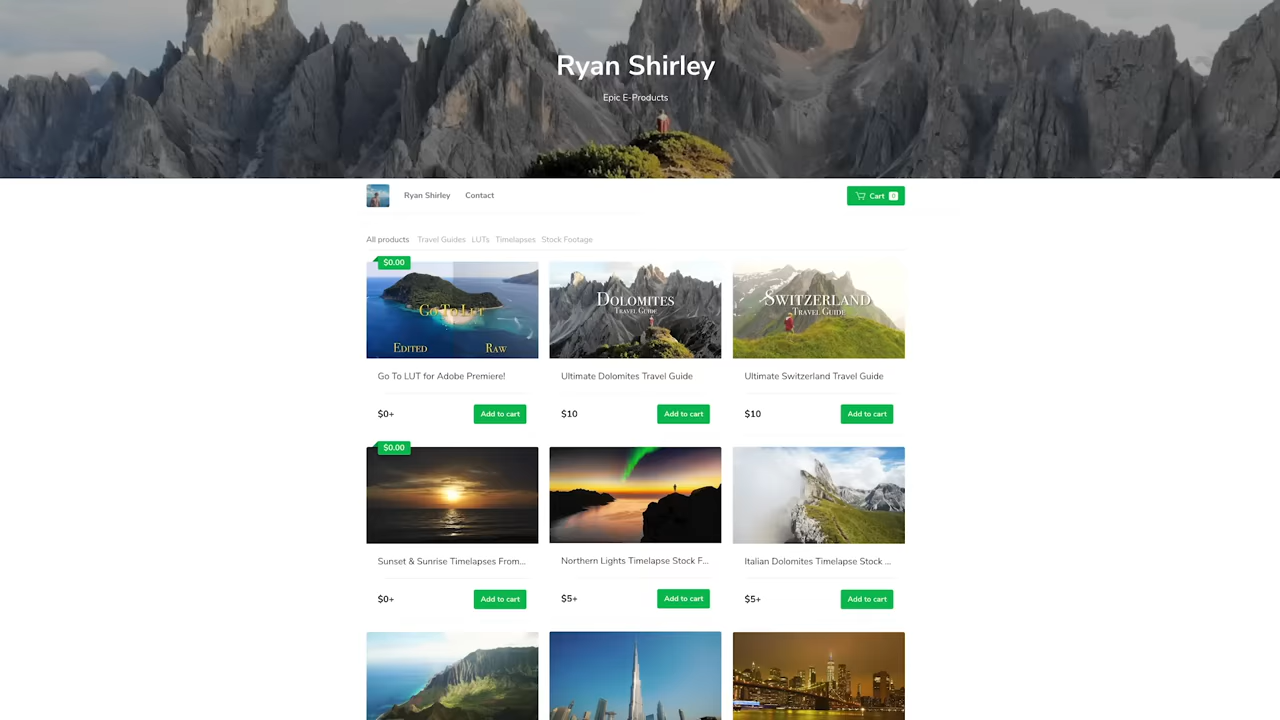 Ryan Shirley
Epic E-Products
Ryan Shirley Contact Cart 0
All products Travel Guides LUTs Timelapses Stock Footage
$0.00
Go To LUT
Edited Raw
Dolomites
Travel Guide
Switzerland
Travel Guide
Go To LUT for Adobe Premiere! Ultimate Dolomites Travel Guide Ultimate Switzerland Travel Guide
$0+ Add to cart $10 Add to cart $10 Add to cart
$0.00
Sunset & Sunrise Timelapses From... Northern Lights Timelapse Stock F... Italian Dolomites Timelapse Stock ...
$0+ Add to cart $5+ Add to cart $5+ Add to cart